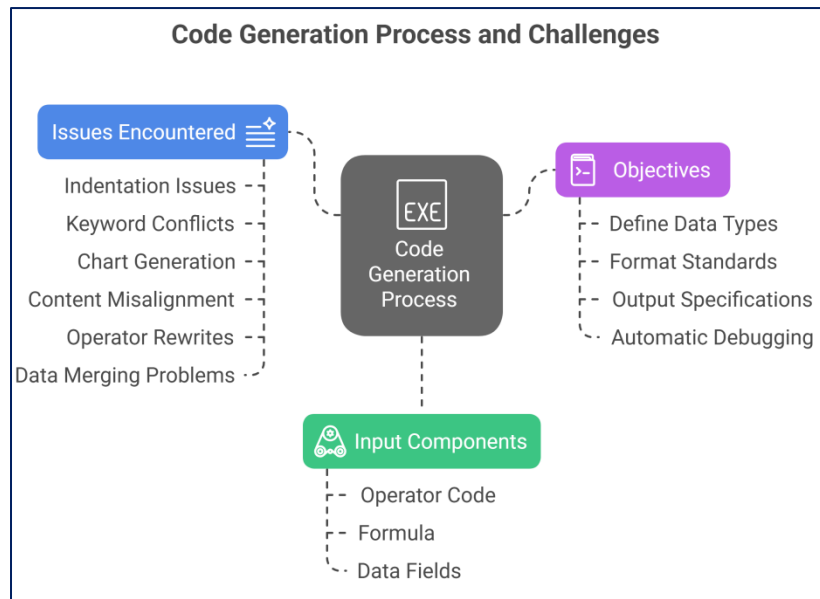 Code Generation Process and Challenges
Issues Encountered
Indentation Issues
Keyword Conflicts
Chart Generation
Content Misalignment
Operator Rewrites
Data Merging Problems
EXE
Code
Generation
Process
Objectives
Define Data Types
Format Standards
Output Specifications
Automatic Debugging
Input Components
Operator Code
Formula
Data Fields